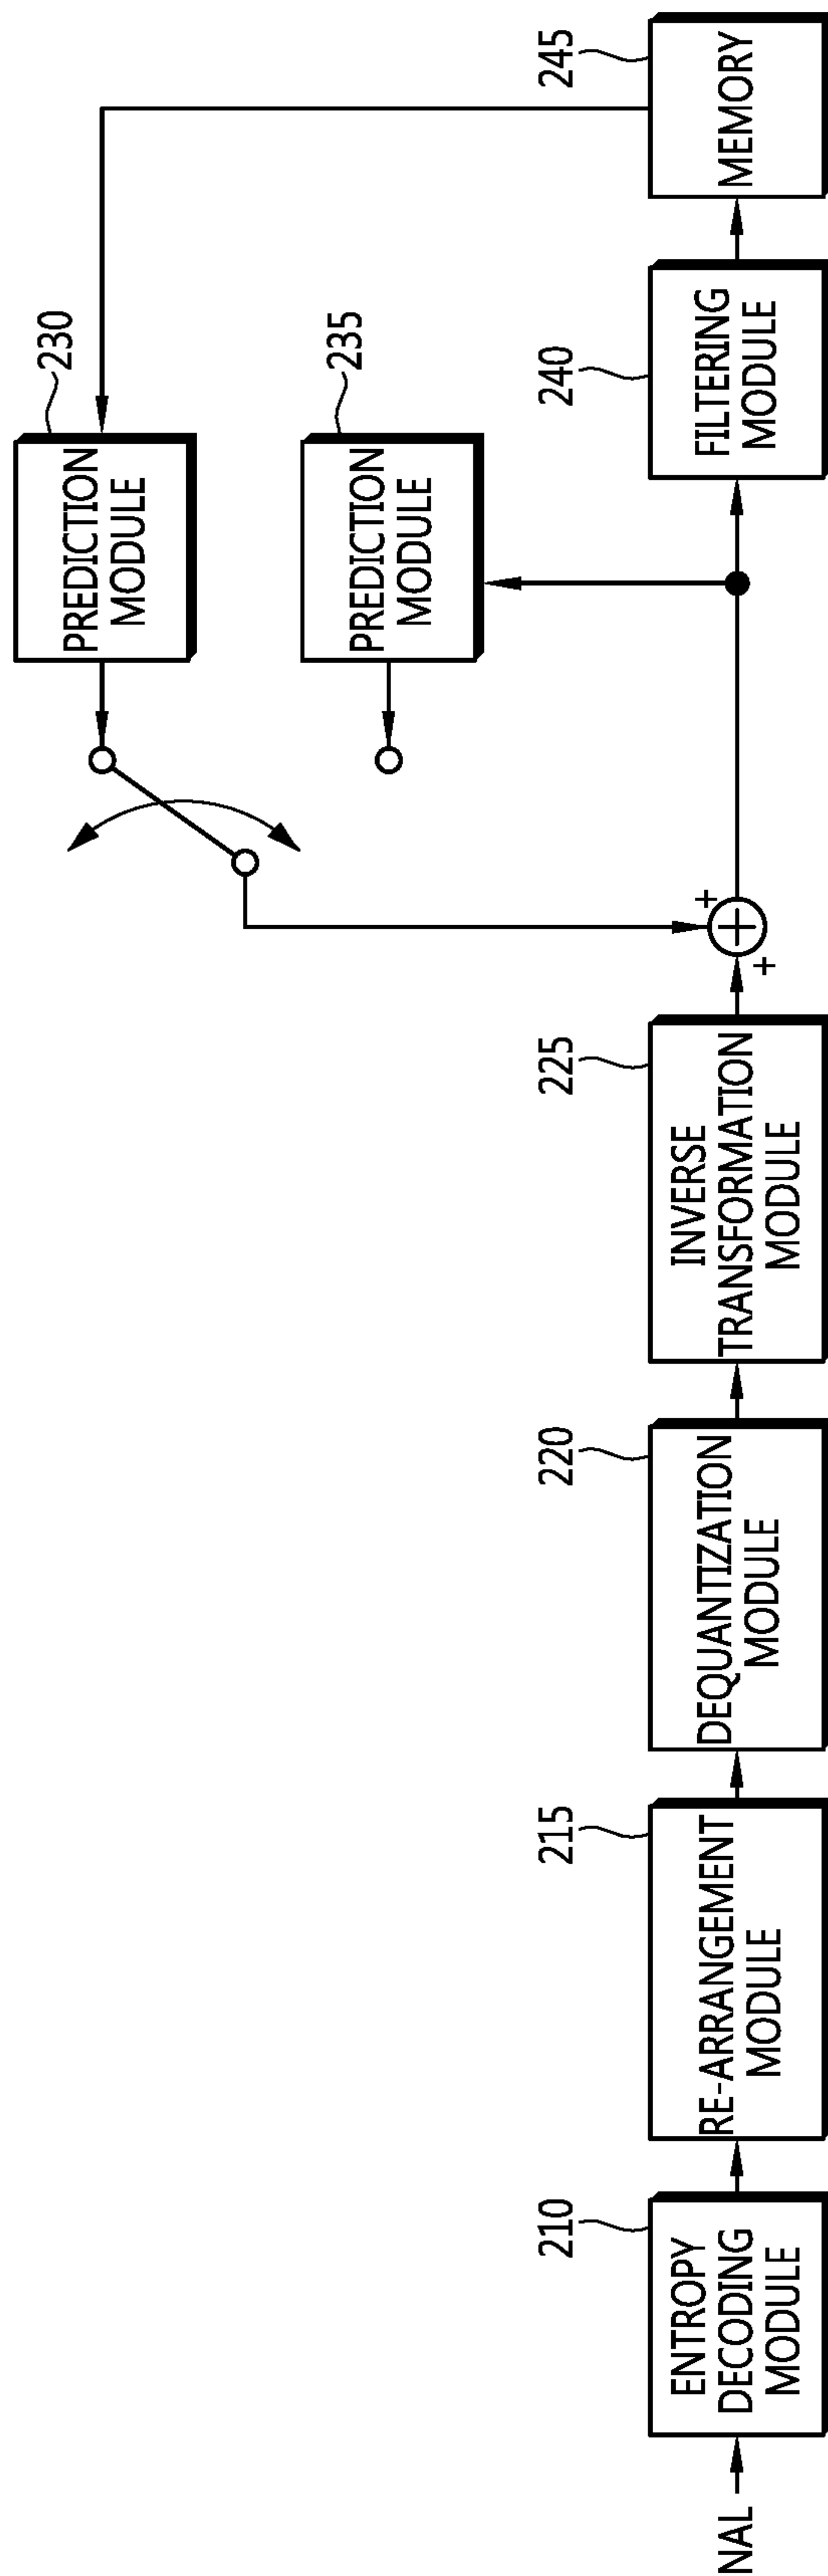 230
PREDICTION
MODULE
235
PREDICTION
MODULE
NAL
210
ENTROPY
DECODING
MODULE
215
RE-ARRANGEMENT
MODULE
220
DEQUANTIZATION
MODULE
225
INVERSE
TRANSFORMATION
MODULE
+
+
240
FILTERING
MODULE
245
MEMORY